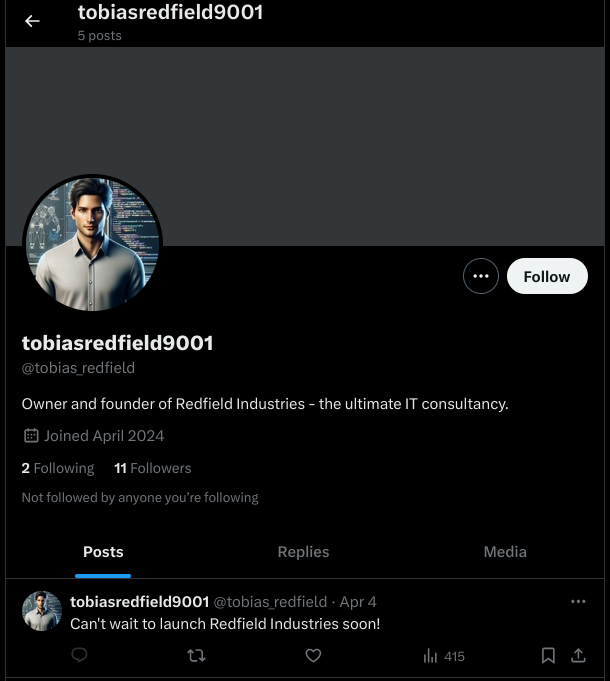 tobiasredfield9001
5 posts
Follow
tobiasredfield9001
@tobias_redfield
Owner and founder of Redfield Industries - the ultimate IT consultancy.
Joined April 2024
2 Following 11 Followers
Not followed by anyone you’re following
Posts Replies Media
tobiasredfield9001 @tobias_redfield · Apr 4
Can't wait to launch Redfield Industries soon!
415